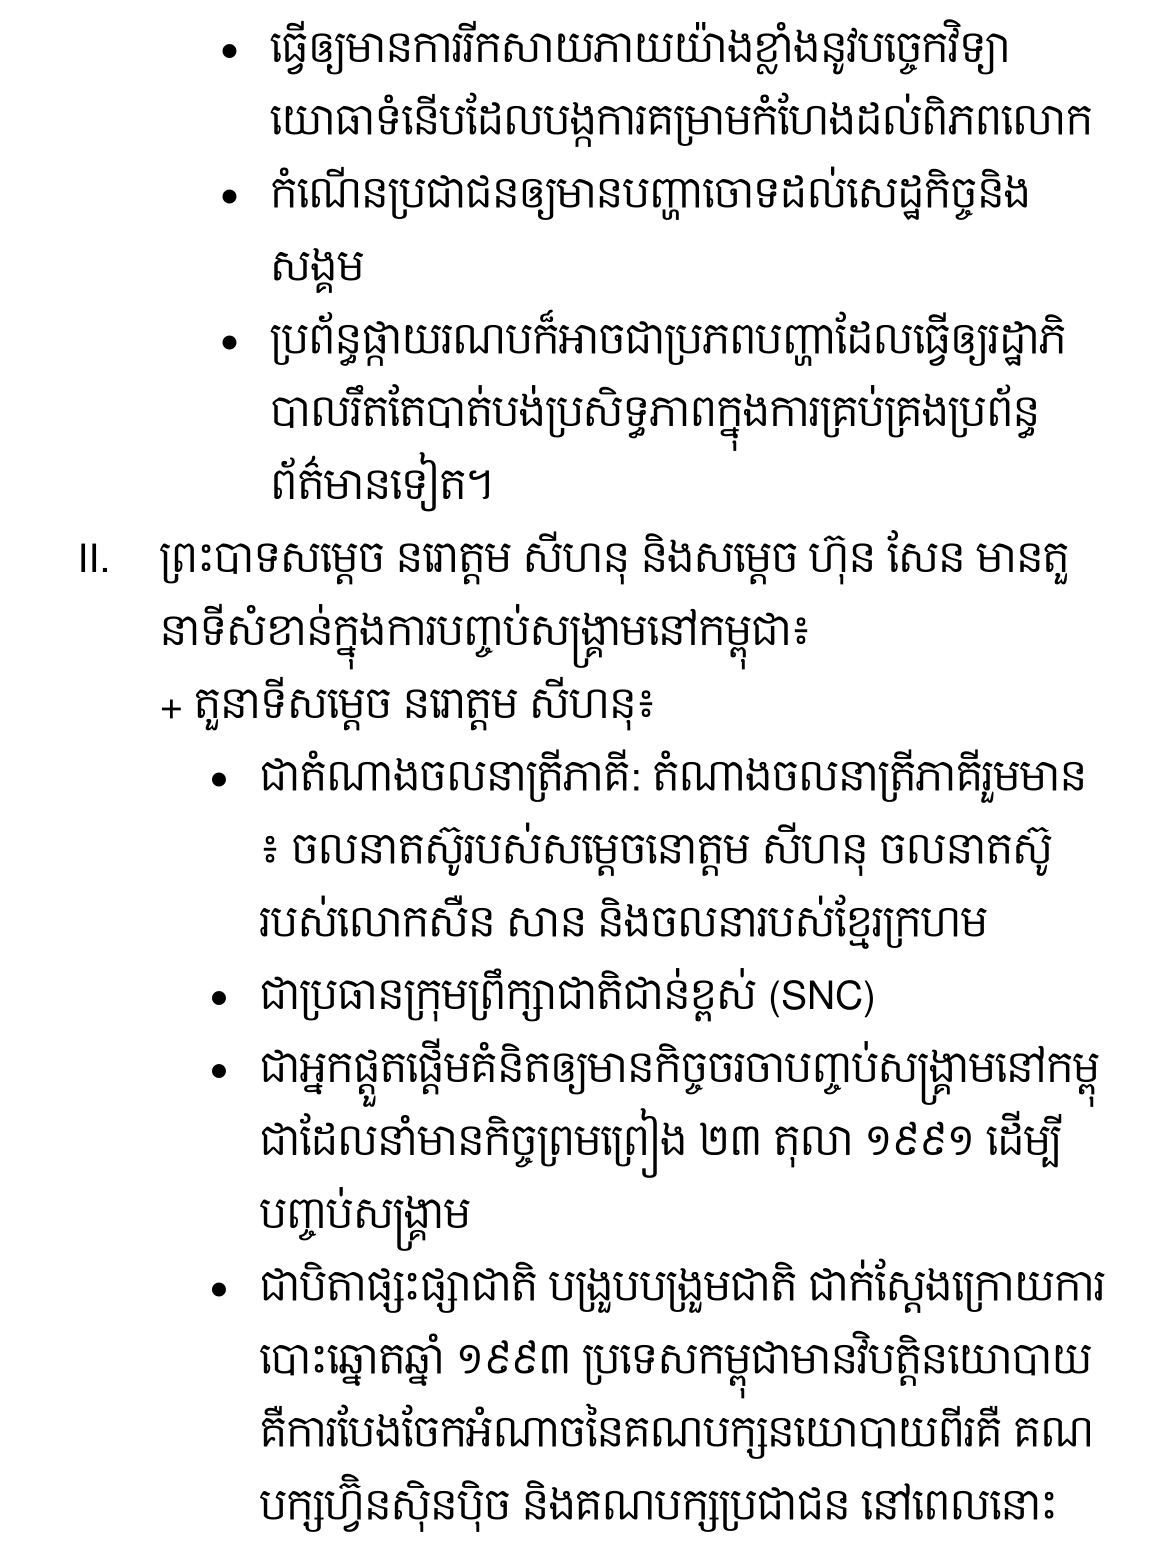 • ធ្វើឲ្យមានការរីកសាយភាយយ៉ាងខ្លាំងនូវបច្ចេកវិទ្យា
យោធាទំនើបដែលបង្កការគម្រាមកំហែងដល់ពិភពលោក
• កំណើនប្រជាជនឲ្យមានបញ្ហាចោទដល់សេដ្ឋកិច្ចនិង
សង្គម
• ប្រព័ន្ធផ្កាយរណបក៏អាចជាប្រភពបញ្ហាដែលធ្វើឲ្យរដ្ឋាភិ
បាលរឹតតែបាត់បង់ប្រសិទ្ធភាពក្នុងការគ្រប់គ្រងប្រព័ន្ធ
ព័ត៌មានទៀត។
II. ព្រះបាទសម្តេច នរោត្តម សីហនុ និងសម្តេច ហ៊ុន សែន មានតួ
នាទីសំខាន់ក្នុងការបញ្ចប់សង្គ្រាមនៅកម្ពុជា៖
+ តួនាទីសម្តេច នរោត្តម សីហនុ៖
• ជាតំណាងចលនាត្រីភាគី: តំណាងចលនាត្រីភាគីរួមមាន
៖ ចលនាតស៊ូរបស់សម្តេចនោត្តម សីហនុ ចលនាតស៊ូ
របស់លោកសឺន សាន និងចលនារបស់ខ្មែរក្រហម
• ជាប្រធានក្រុមព្រឹក្សាជាតិជាន់ខ្ពស់ (SNC)
• ជាអ្នកផ្តួតផ្តើមគំនិតឲ្យមានកិច្ចចរចាបញ្ចប់សង្គ្រាមនៅកម្ពុ
ជាដែលនាំមានកិច្ចព្រមព្រៀង ២៣ តុលា ១៩៩១ ដើម្បី
បញ្ចប់សង្គ្រាម
• ជាបិតាផ្សះផ្សាជាតិ បង្រួបបង្រួមជាតិ ជាក់ស្តែងក្រោយការ
បោះឆ្នោតឆ្នាំ ១៩៩៣ ប្រទេសកម្ពុជាមានវិបត្តិនយោបាយ
គឺការបែងចែកអំណាចនៃគណបក្សនយោបាយពីរគឺ គណ
បក្សហ៊្វិនស៊ិនប៉ិច និងគណបក្សប្រជាជន នៅពេលនោះ